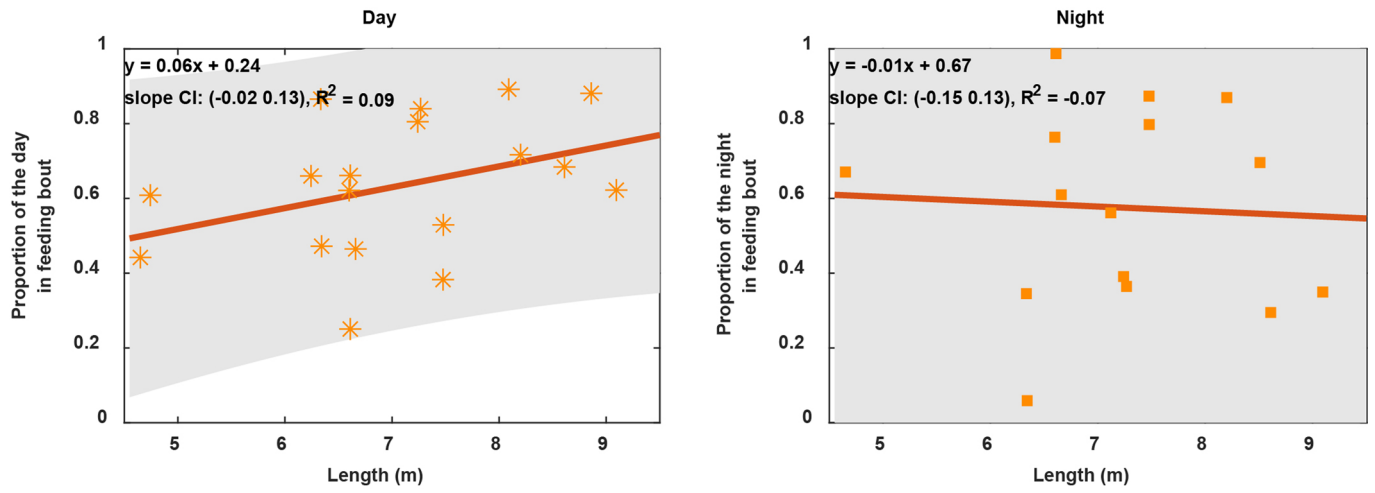 Day
y = 0.06x + 0.24
slope CI: (-0.02 0.13), R2 = 0.09
1
0.8
0.6
0.4
0.2
0
Proportion of the day
in feeding bout
5 6 7 8 9
Length (m)
Night
y = -0.01x + 0.67
slope CI: (-0.15 0.13), R2 = -0.07
1
0.8
0.6
0.4
0.2
0
Proportion of the night
in feeding bout
5 6 7 8 9
Length (m)